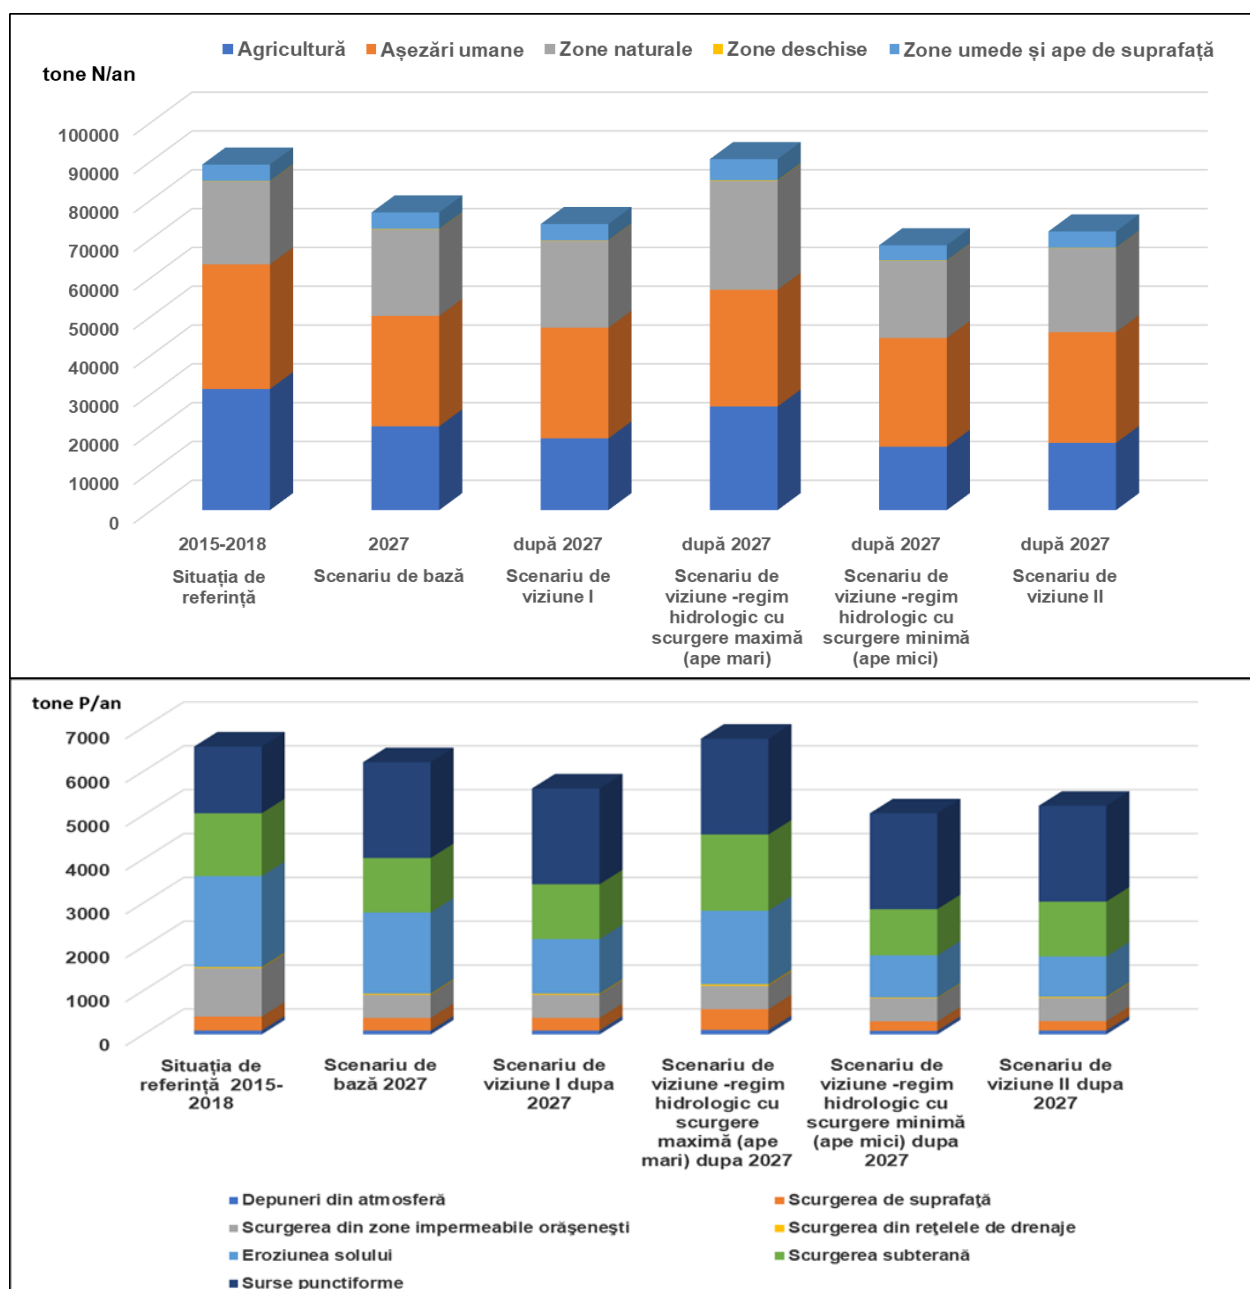 Agricultură Așezări umane Zone naturale Zone deschise Zone umede și ape de suprafață
tone N/an
100000
90000
80000
70000
60000
50000
40000
30000
20000
10000
0
2015-2018 2027 după 2027 după 2027 după 2027 după 2027
Situația de referință
Scenariu de bază
Scenariu de viziune I
Scenariu de
viziune -regim
hidrologic cu
scurgere maximă
(ape mari)
Scenariu de
viziune -regim
hidrologic cu
scurgere minimă
(ape mici)
Scenariu de
viziune II
tone P/an
7000
6000
5000
4000
3000
2000
1000
0
Situația de
referință 2015-
2018
Scenariu de
bază 2027
Scenariu de
viziune I dupa
2027
Scenariu de
viziune -regim
hidrologic cu
scurgere
maximă (ape
mari) dupa 2027
Scenariu de
viziune -regim
hidrologic cu
scurgere minimă
(ape mici) dupa
2027
Scenariu de
viziune II dupa
2027
Depuneri din atmosferă
Scurgerea de suprafaţă
Scurgerea din zone impermeabile orăşeneşti
Scurgerea din reţelele de drenaje
Eroziunea solului
Scurgerea subterană
Surse punctiforme